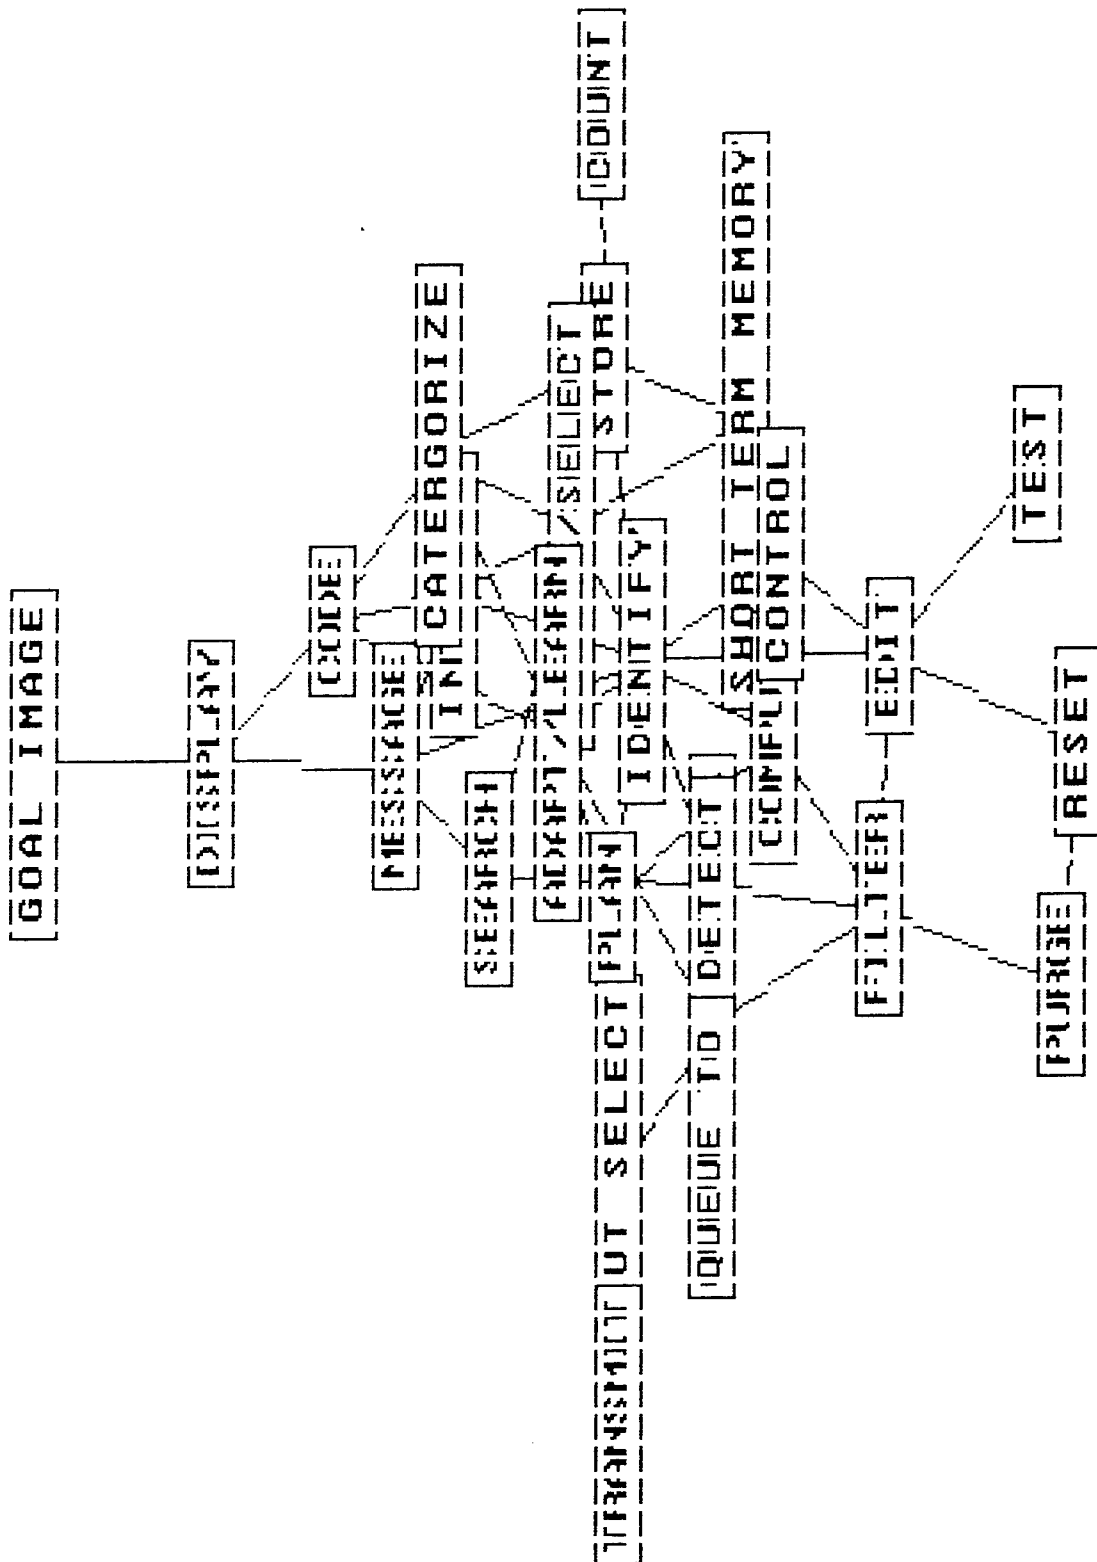 GOAL IMAGE
DISPLAY
CODE
MESSAGE
CATERGORIZE
IN
SEARCH
/SELECT
ADAPT/LEARN
COUNT
STORE
PLAN
UT SELECT
TRANSMIT
IDENTIFY
QUEUE TO
DETECT
SHORT TERM MEMORY
COMPU
CONTROL
FILTER
EDIT
TEST
PURGE
RESET